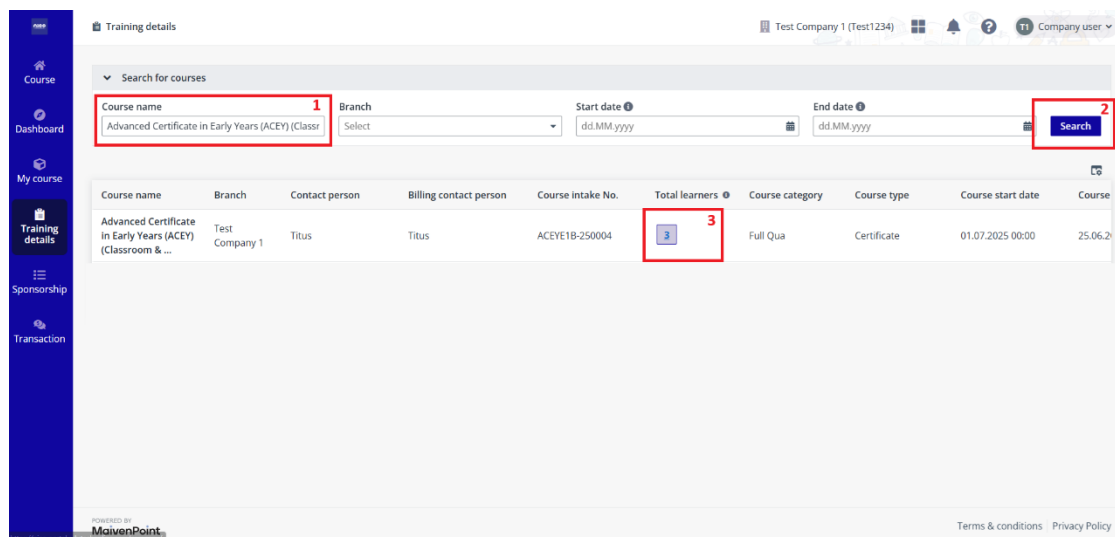 Training details
Test Company 1 (Test1234)
T1
Company user
Course
Dashboard
My course
Training
details
Sponsorship
Transaction
Search for courses
Course name
1
Branch
Start date
End date
2
Advanced Certificate in Early Years (ACEY) (Classr
Select
dd.MM.yyyy
dd.MM.yyyy
Search
Course name Branch Contact person Billing contact person Course intake No. Total learners Course category Course type Course start date Course
Advanced Certificate
in Early Years (ACEY)
(Classroom & ...
Test
Company 1
Titus
Titus
ACEYE1B-250004
3
3
Full Qua
Certificate
01.07.2025 00:00
25.06.2
POWERED BY
MaivenPoint
Terms & conditions
Privacy Policy